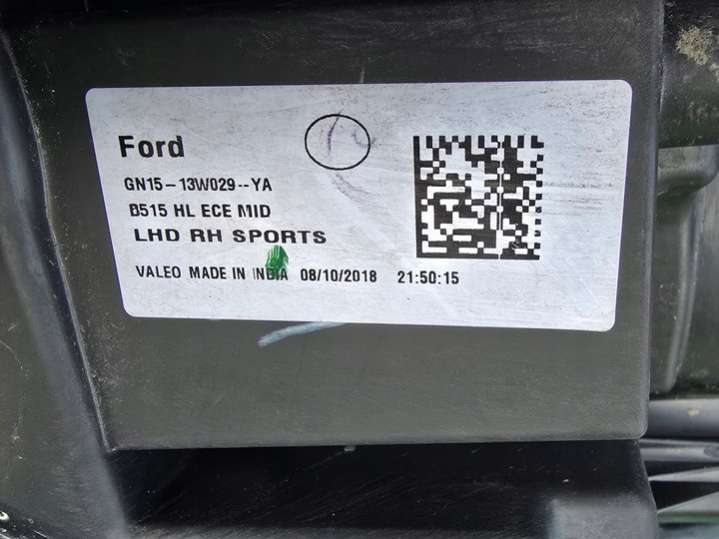 Ford
GN15-13W029--YA
B515 HL ECE MID
LHD RH SPORTS
VALEO MADE IN INDIA 08/10/2018 21:50:15